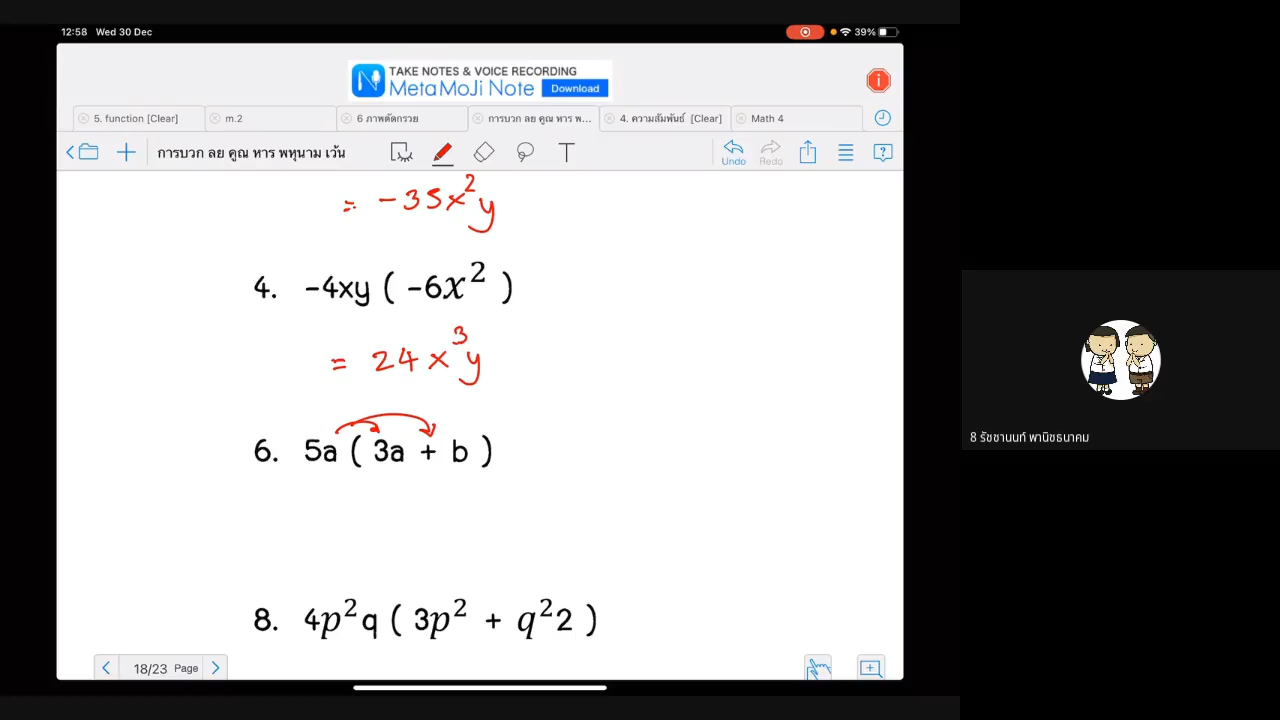 12:58 Wed 30 Dec 39%
TAKE NOTES & VOICE RECORDING
MetaMoJi Note Download
5. function [Clear] m.2 6 ภาพตัดกรวย การบวก ลย คูณ หาร พ... 4. ความสัมพันธ์ [Clear] Math 4
การบวก ลย คูณ หาร พหุนาม เว้น Undo Redo
= -35x²y
4. -4xy ( -6x² )
= 24x³y
6. 5a ( 3a + b )
8 รัชชานนท์ พานิชธนาคม
8. 4p²q ( 3p² + q²2 )
18/23 Page